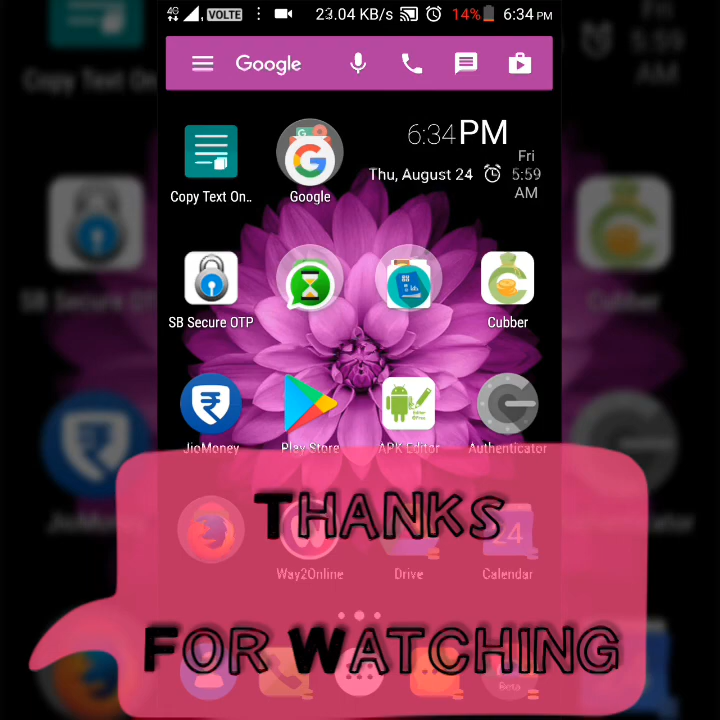 4G VOLTE 23.04 KB/s 14% 6:34 PM
Google
6:34PM
Thu, August 24
Fri
5:59
AM
Copy Text On..
Google
SB Secure OTP
Cubber
JioMoney
Play Store
APK Editor
Authenticator
24
Way2Online
Drive
Calendar
Beta
THANKS
FOR WATCHING